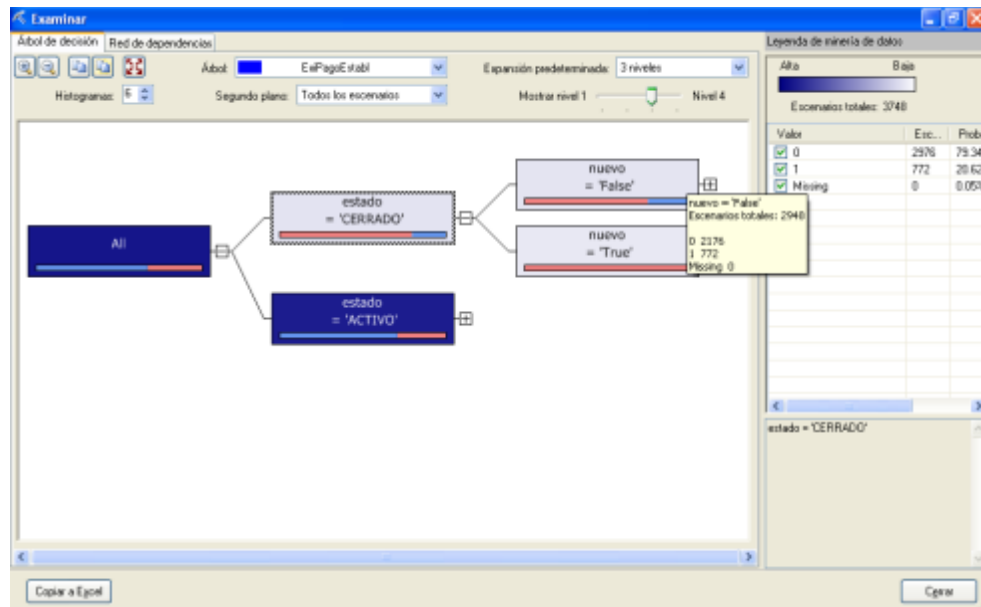 Examinar
Árbol de decisión Red de dependencias
Árbol: EsPagoEstabl Expansión predeterminada: 3 niveles
Histogramas: 6 Segundo plano: Todos los escenarios Mostrar nivel 1 Nivel 4
All
estado
= 'CERRADO'
estado
= 'ACTIVO'
nuevo
= 'False'
nuevo
= 'True'
nuevo = 'False'
Escenarios totales: 2948
0 2176
1 772
Missing 0
Leyenda de minería de datos
Alta Baja
Escenarios totales: 3748
Valor Esc... Prob
0 2976 79.34
1 772 20.62
Missing 0 0.05
estado = 'CERRADO'
Copiar a Excel
Cerrar